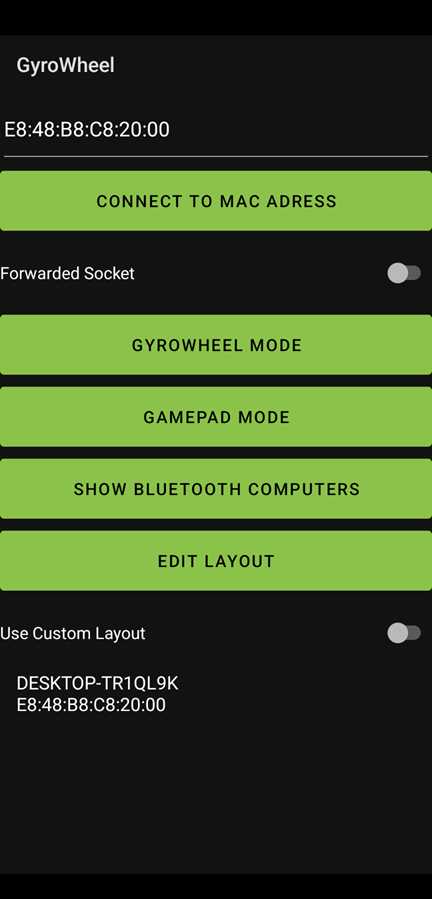 GyroWheel
E8:48:B8:C8:20:00
CONNECT TO MAC ADRESS
Forwarded Socket
GYROWHEEL MODE
GAMEPAD MODE
SHOW BLUETOOTH COMPUTERS
EDIT LAYOUT
Use Custom Layout
DESKTOP-TR1QL9K
E8:48:B8:C8:20:00